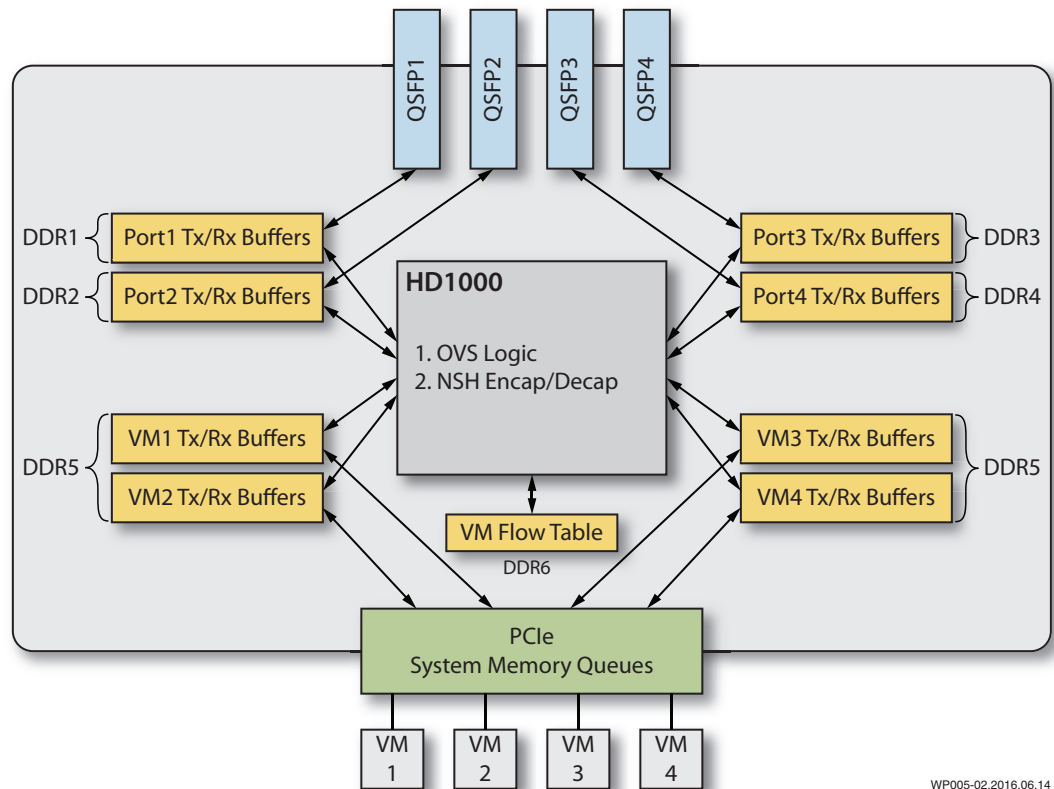 QSFP1
QSFP2
QSFP3
QSFP4
DDR1
Port1 Tx/Rx Buffers
Port3 Tx/Rx Buffers
DDR3
DDR2
Port2 Tx/Rx Buffers
Port4 Tx/Rx Buffers
DDR4
HD1000
1. OVS Logic
2. NSH Encap/Decap
DDR5
VM1 Tx/Rx Buffers
VM2 Tx/Rx Buffers
VM3 Tx/Rx Buffers
VM4 Tx/Rx Buffers
DDR5
VM Flow Table
DDR6
PCIe
System Memory Queues
VM
1
VM
2
VM
3
VM
4
WP005-02.2016.06.14